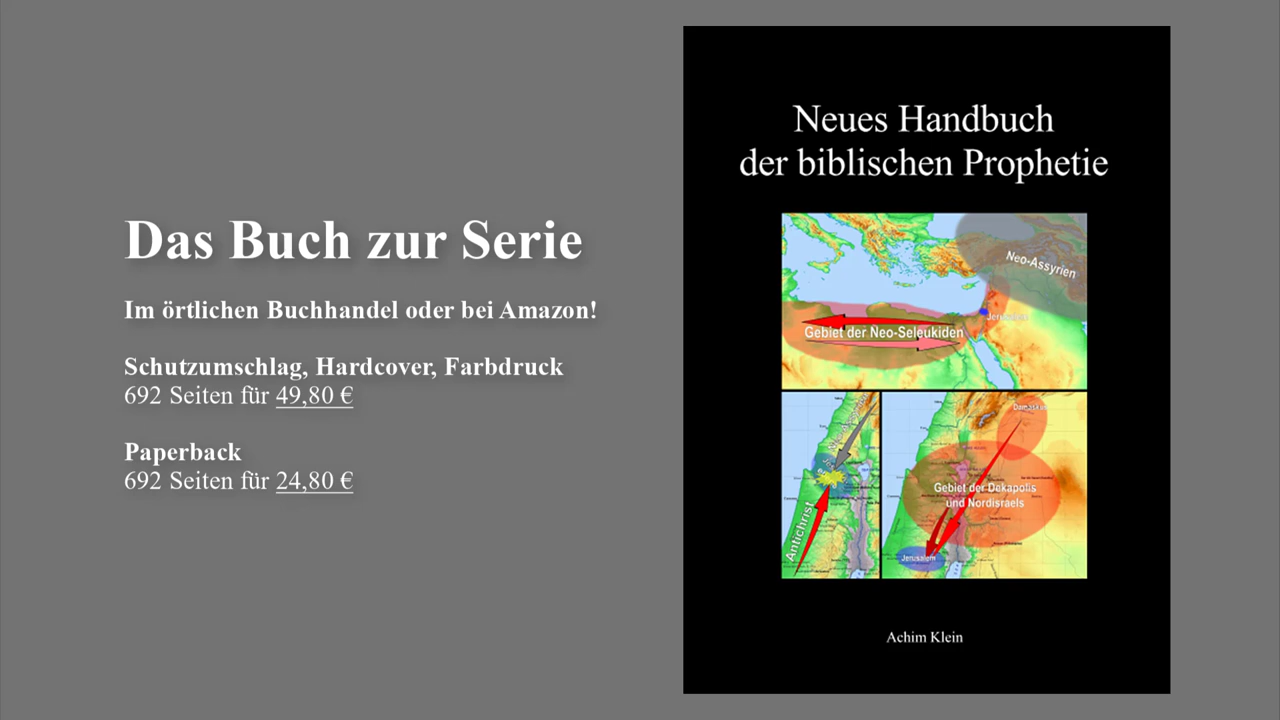 Das Buch zur Serie
Im örtlichen Buchhandel oder bei Amazon!
Schutzumschlag, Hardcover, Farbdruck
692 Seiten für 49,80 €
Paperback
692 Seiten für 24,80 €
Neues Handbuch
der biblischen Prophetie
Neo-Assyrien
Jerusalem
Gebiet der Neo-Seleukiden
Damaskus
Gebiet der Dekapolis
und Nordisraels
Antichrist
Jerusalem
Achim Klein